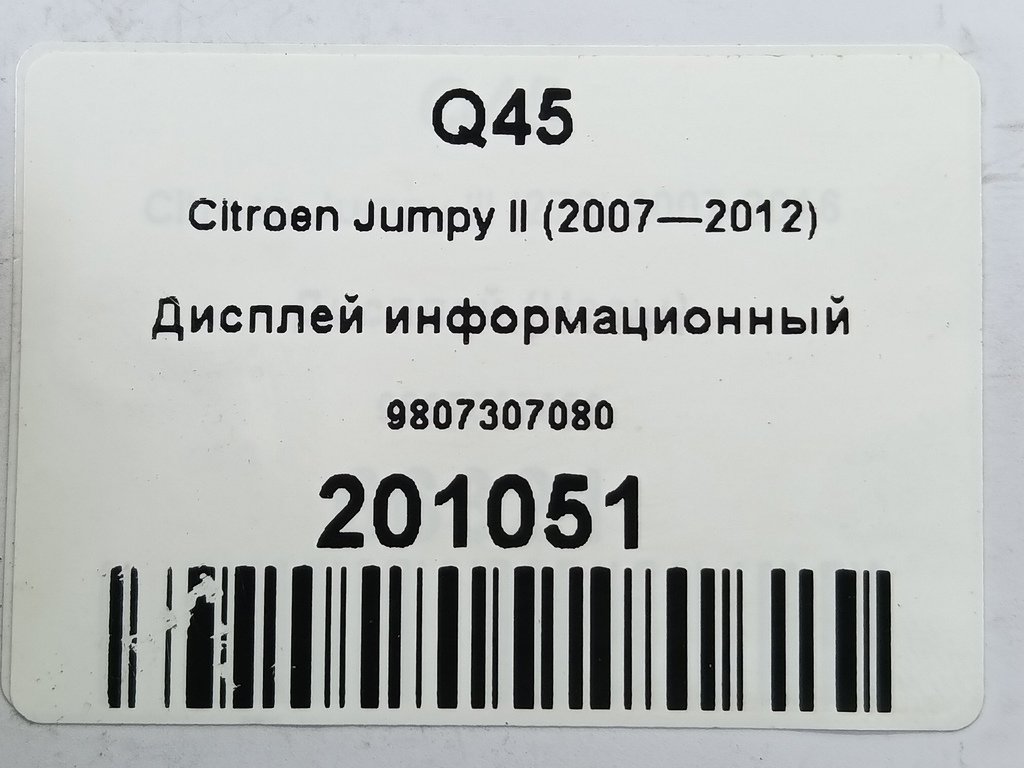 Q45
Citroen Jumpy II (2007—2012)
Дисплей информационный
9807307080
201051